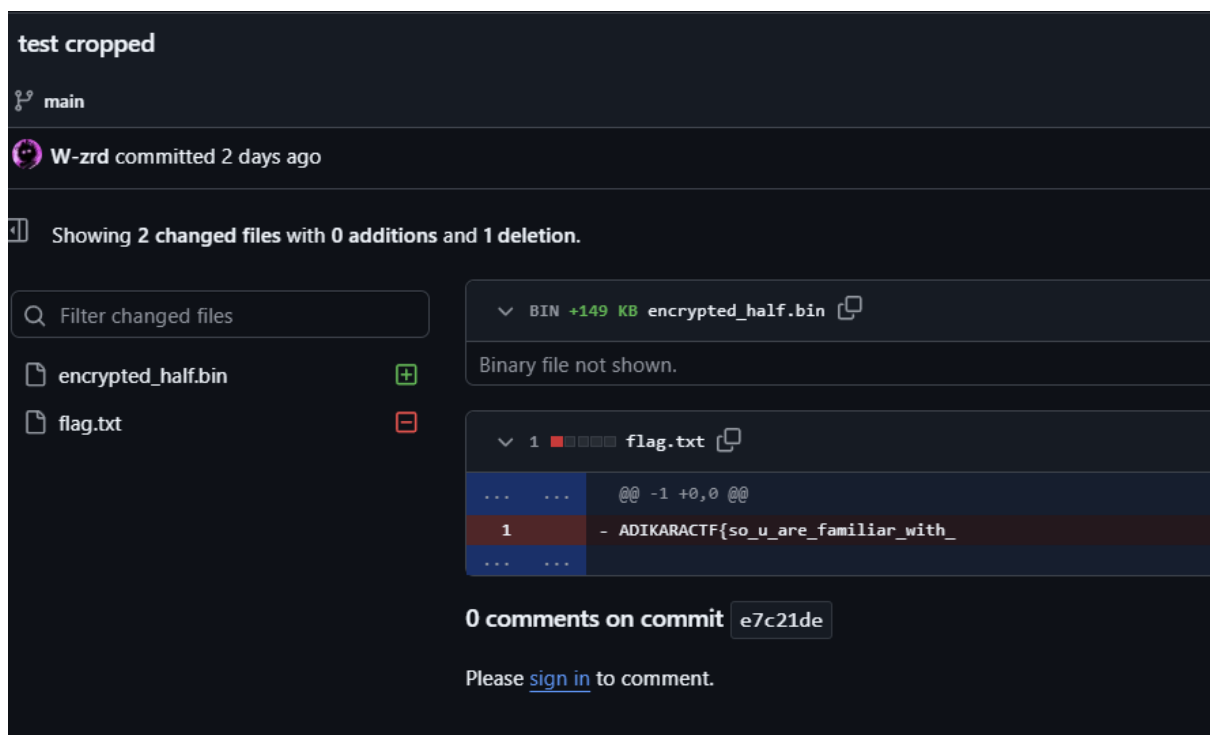 test cropped
main
W-zrd committed 2 days ago
Showing 2 changed files with 0 additions and 1 deletion.
Filter changed files
encrypted_half.bin
flag.txt
BIN +149 KB encrypted_half.bin
Binary file not shown.
1 flag.txt
... ... @@ -1 +0,0 @@
1 - ADIKARACTF{so_u_are_familiar_with_
... ...
0 comments on commit e7c21de
Please sign in to comment.